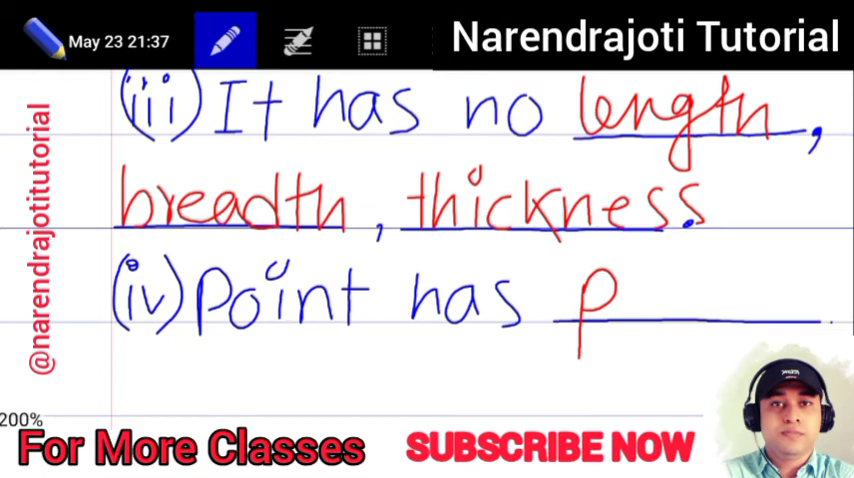 May 23 21:37
Narendrajoti Tutorial
@narendrajotitutorial
(iii) It has no length,
breadth, thickness.
(iv) Point has p
200%
For More Classes
SUBSCRIBE NOW